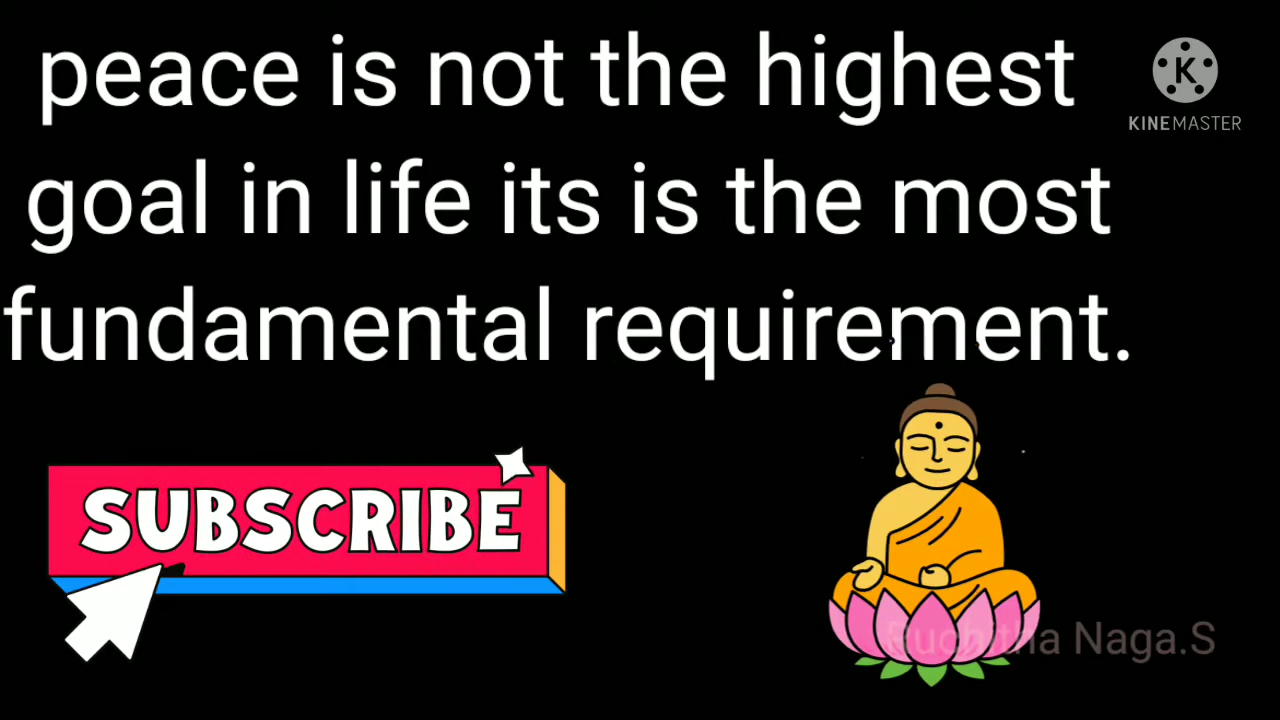 peace is not the highest
goal in life its is the most
fundamental requirement.
KINEMASTER
SUBSCRIBE
Naga.S